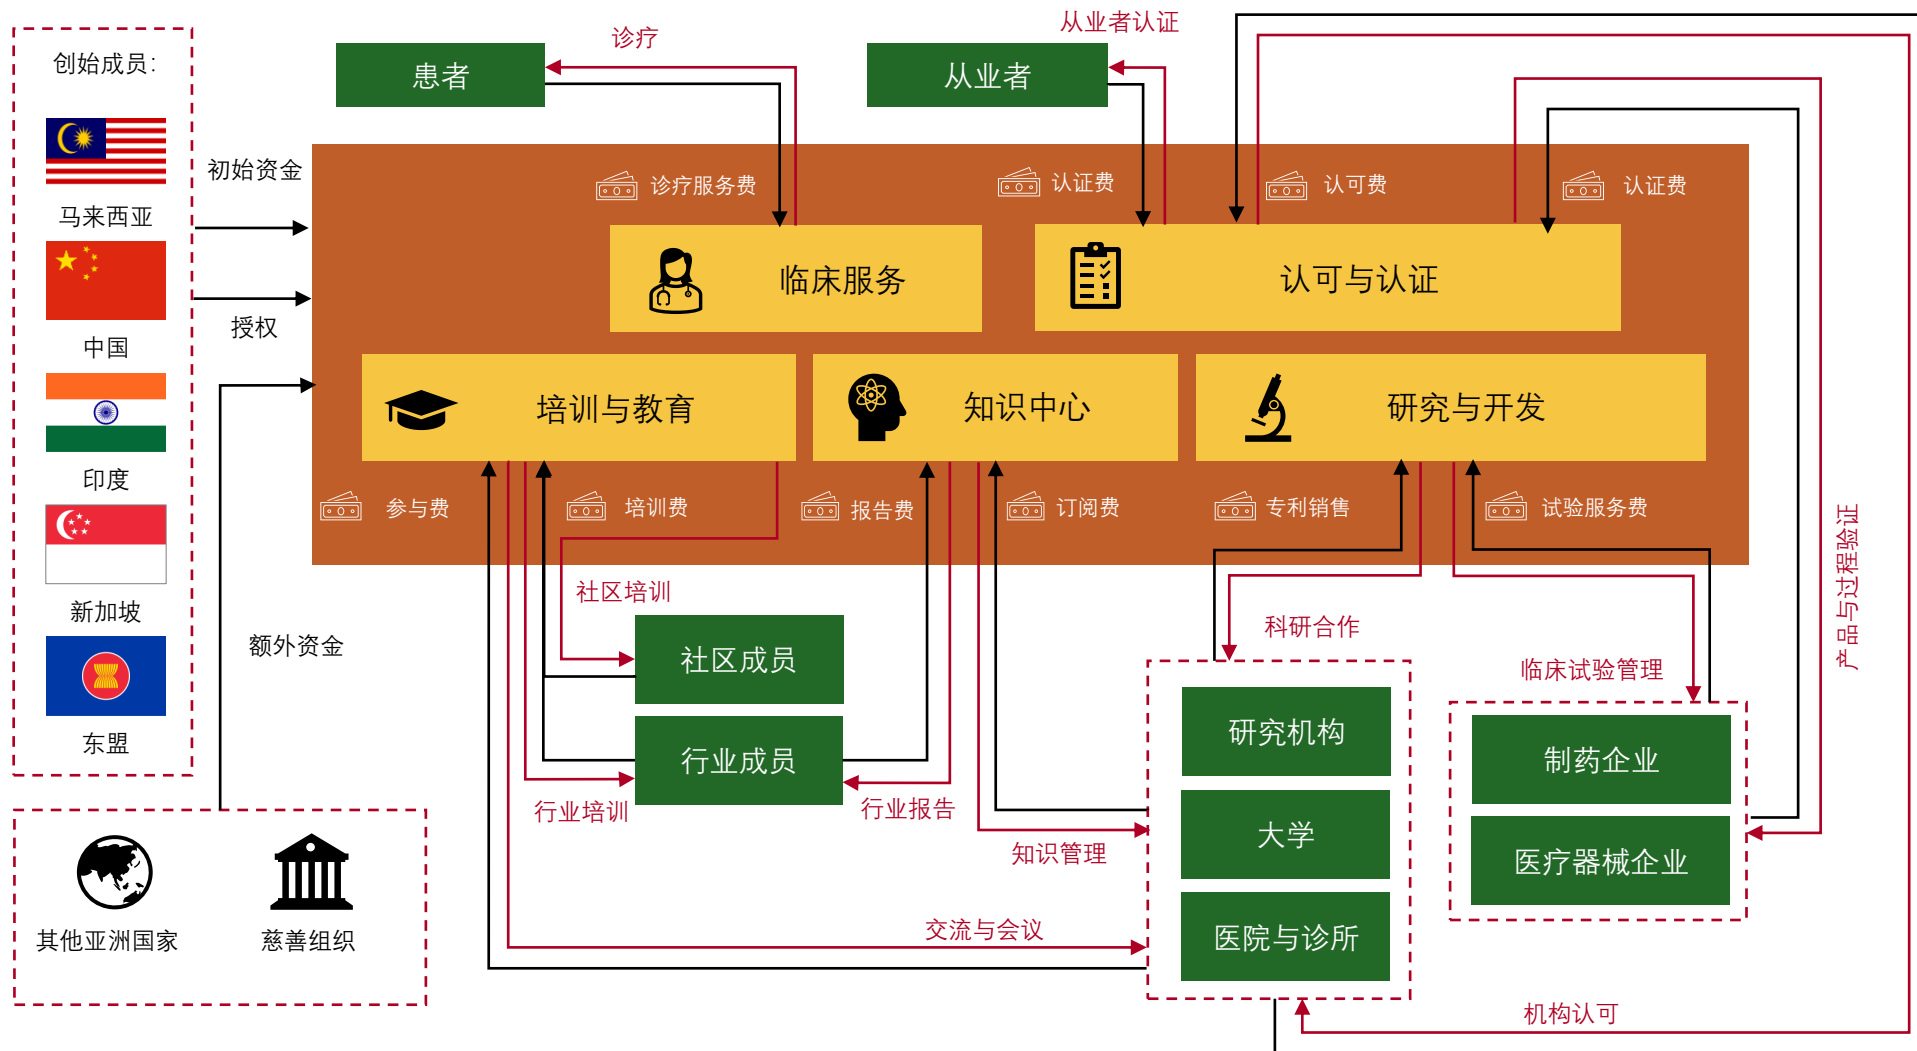 创始成员:
马来西亚
中国
印度
新加坡
东盟
初始资金
授权
额外资金
其他亚洲国家
慈善组织
诊疗
从业者认证
患者
从业者
诊疗服务费
认证费
认可费
认证费
临床服务
认可与认证
培训与教育
知识中心
研究与开发
参与费
培训费
报告费
订阅费
专利销售
试验服务费
社区培训
社区成员
行业成员
行业培训
行业报告
知识管理
交流与会议
科研合作
临床试验管理
产品与过程验证
研究机构
大学
医院与诊所
制药企业
医疗器械企业
机构认可